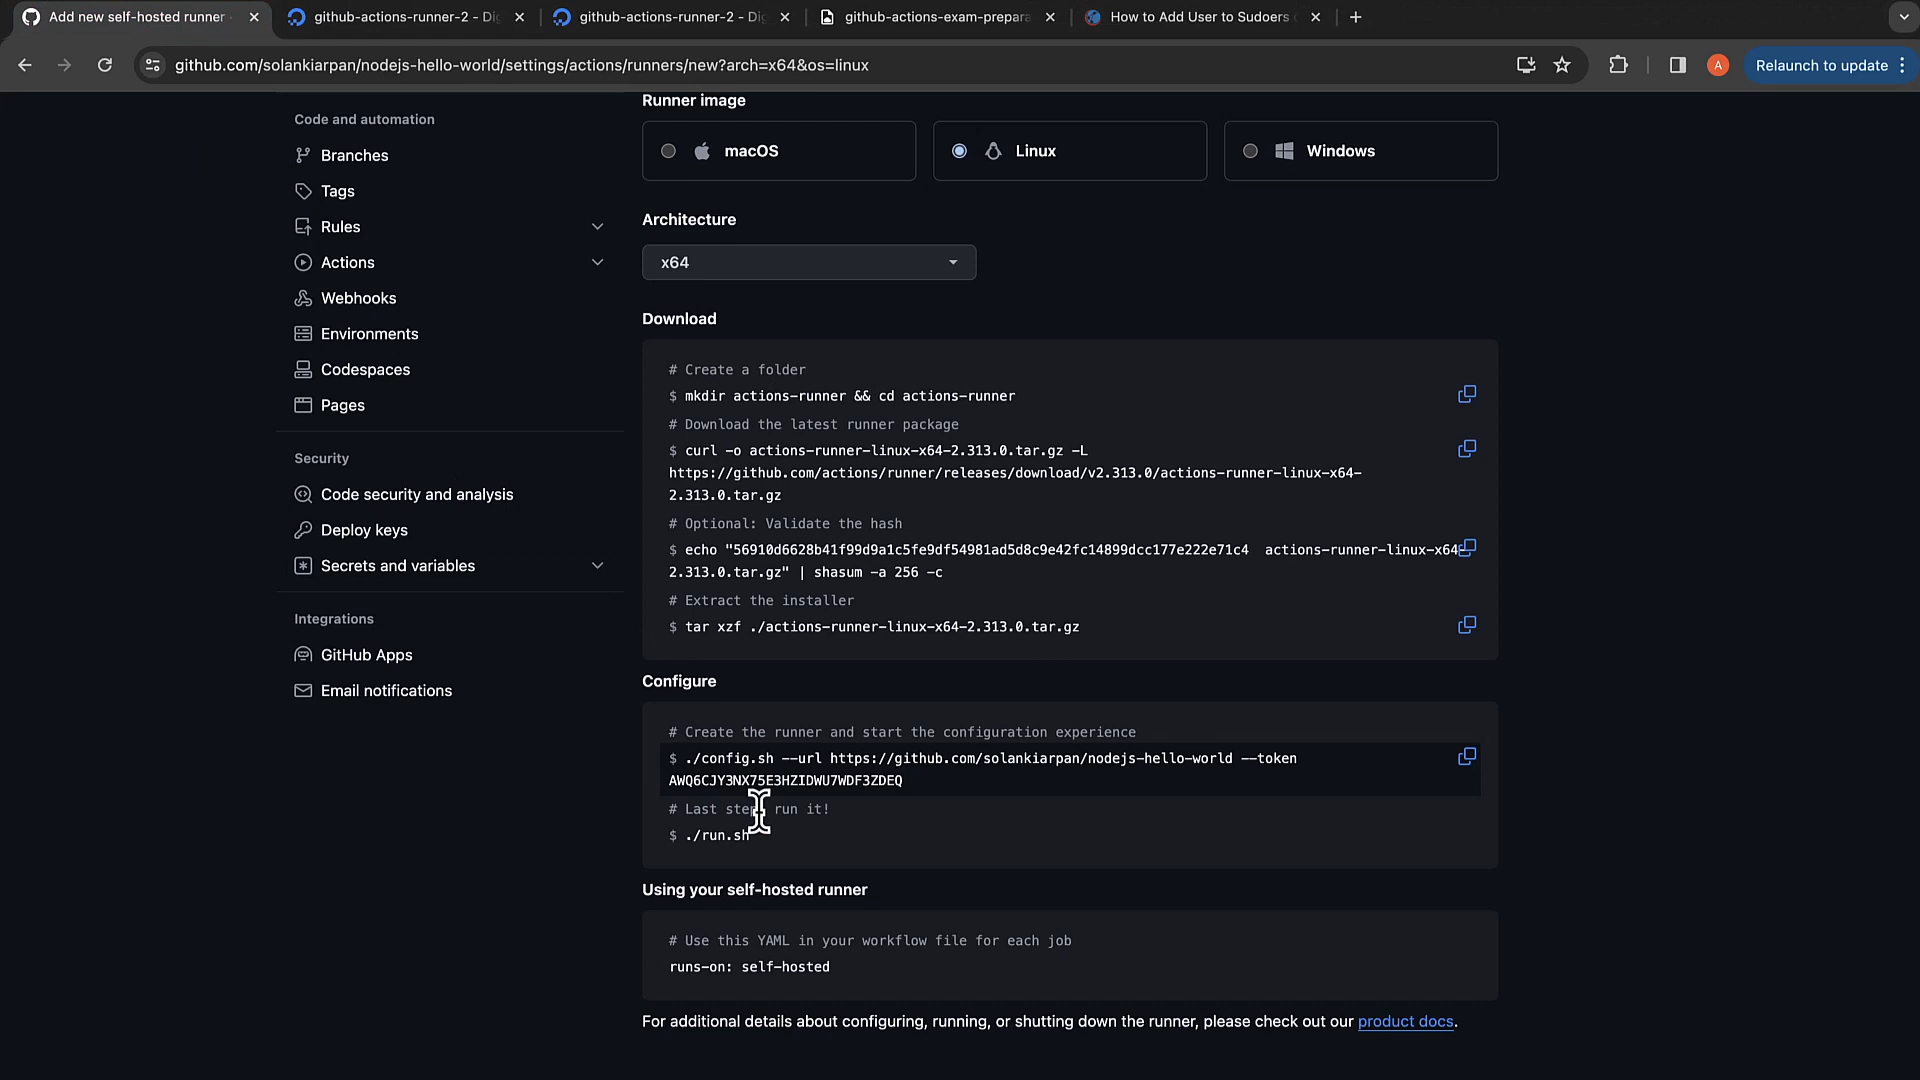 Add new self-hosted runner
github-actions-runner-2 - Dig
github-actions-runner-2 - Dig
github-actions-exam-prepara
How to Add User to Sudoers
github.com/solankiarpan/nodejs-hello-world/settings/actions/runners/new?arch=x64&os=linux
A
Relaunch to update
Code and automation
Branches
Tags
Rules
Actions
Webhooks
Environments
Codespaces
Pages
Security
Code security and analysis
Deploy keys
Secrets and variables
Integrations
GitHub Apps
Email notifications
Runner image
macOS
Linux
Windows
Architecture
x64
Download
# Create a folder
$ mkdir actions-runner && cd actions-runner
# Download the latest runner package
$ curl -o actions-runner-linux-x64-2.313.0.tar.gz -L
https://github.com/actions/runner/releases/download/v2.313.0/actions-runner-linux-x64-
2.313.0.tar.gz
# Optional: Validate the hash
$ echo "56910d6628b41f99d9a1c5fe9df54981ad5d8c9e42fc14899dcc177e222e71c4  actions-runner-linux-x64-
2.313.0.tar.gz" | shasum -a 256 -c
# Extract the installer
$ tar xzf ./actions-runner-linux-x64-2.313.0.tar.gz
Configure
# Create the runner and start the configuration experience
$ ./config.sh --url https://github.com/solankiarpan/nodejs-hello-world --token
AWQ6CJY3NX75E3HZIDWU7WDF3ZDEQ
# Last step, run it!
$ ./run.sh
Using your self-hosted runner
# Use this YAML in your workflow file for each job
runs-on: self-hosted
For additional details about configuring, running, or shutting down the runner, please check out our product docs.